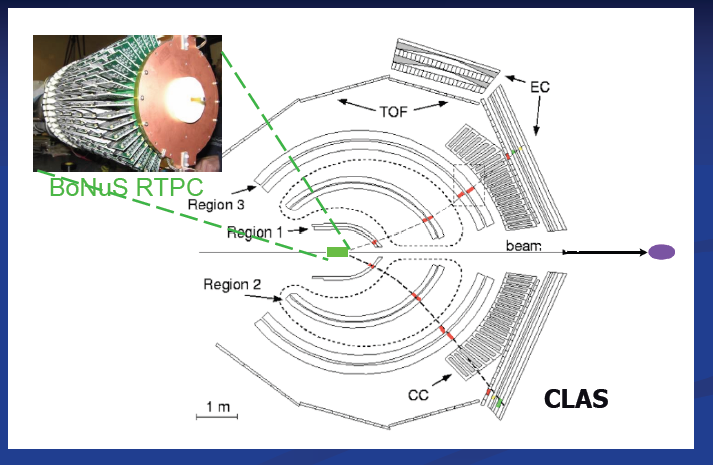 EC
TOF
BoNuS RTPC
Region 3
Region 1
beam
Region 2
CC
CLAS
1 m